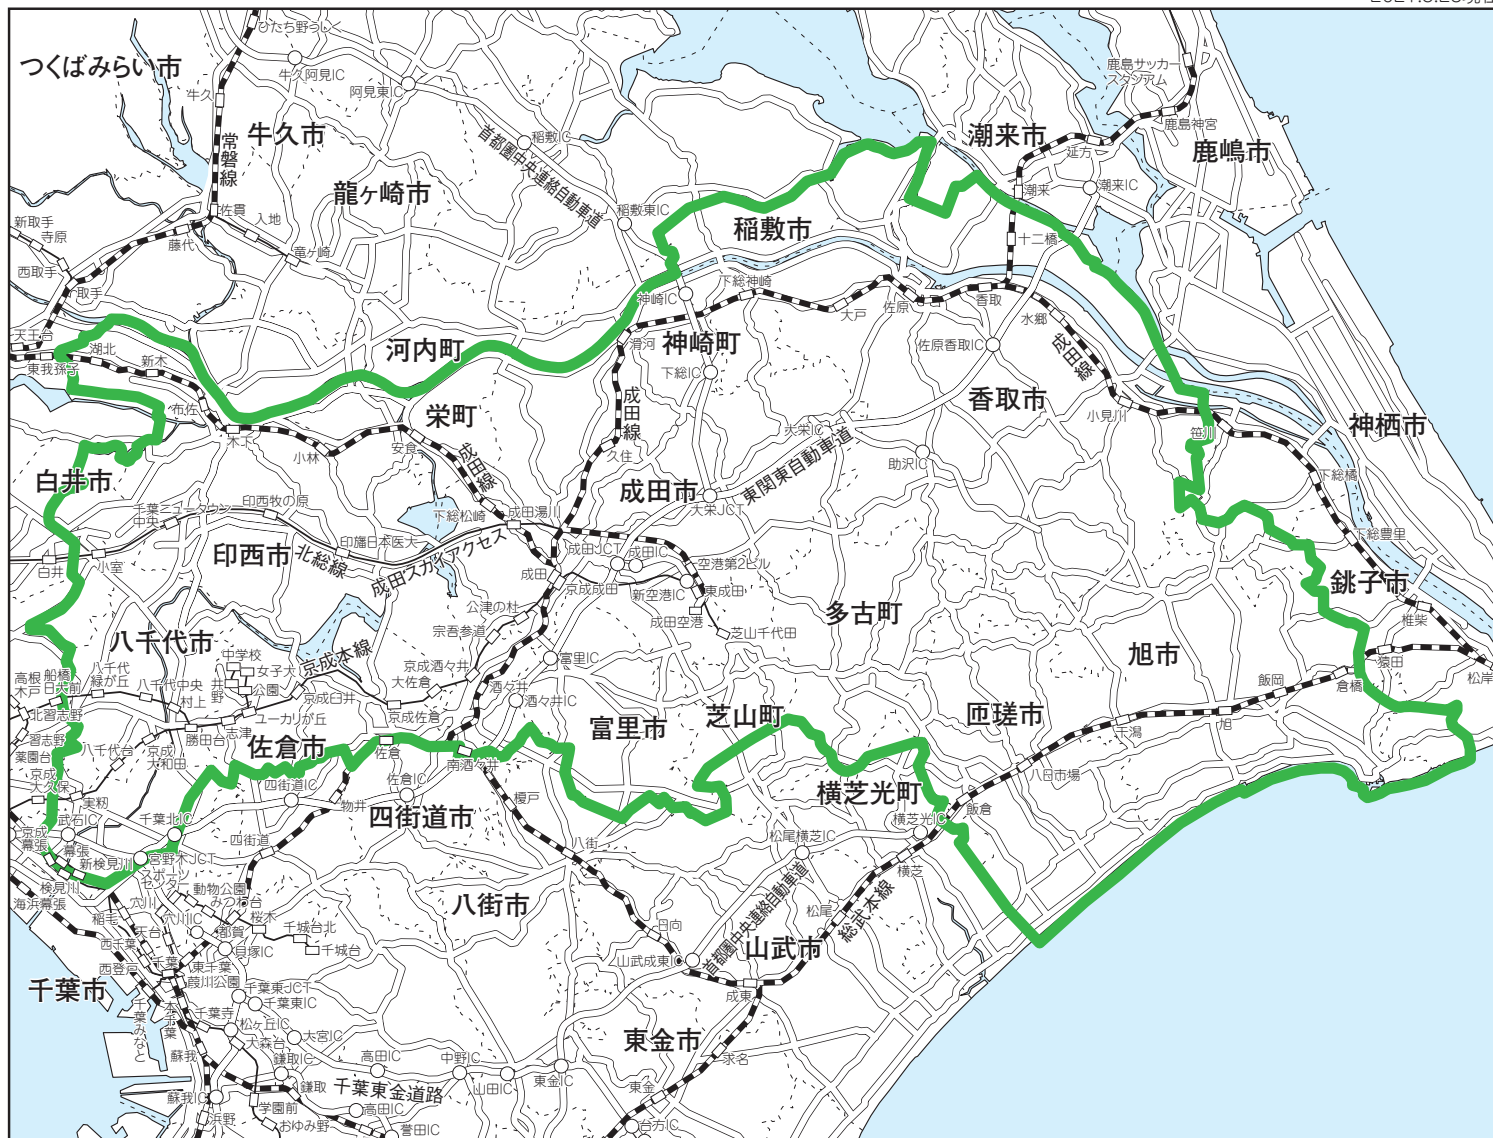 ひたち野うしく
つくばみらい市
牛久阿見IC
阿見東IC
牛久
牛久市
常磐線
首都圏中央連絡自動車道
稲敷IC
潮来市
延方
鹿島サッカー
スタジアム
鹿島神宮
鹿嶋市
龍ヶ崎市
潮来
潮来IC
佐貫
入地
新取手
寺原
藤代
竜ヶ崎
稲敷東IC
稲敷市
十二橋
西取手
取手
神崎IC
下総神崎
大戸
佐原
香取
水郷
天王台
湖北
東我孫子
新木
河内町
滑河
神崎町
佐原香取IC
成田線
下総IC
香取市
布佐
木下
栄町
成田線
小見川
笹川
神栖市
小林
安食
成田線
久住
大栄IC
東関東自動車道
助沢IC
白井市
成田市
大栄JCT
下総橘
千葉ニュータウン
中央
印西牧の原
下総松崎
成田湯川
下総豊里
印西市
北総線
印旛日本医大
成田スカイアクセス
成田JCT
成田IC
空港第2ビル
白井
小室
成田
京成成田
新空港IC
東成田
銚子市
公津の杜
成田空港
多古町
椎柴
八千代市
宗吾参道
芝山千代田
中学校
女子大
京成本線
京成酒々井
富里IC
旭市
猿田
高根
木戸
船橋
日大前
八千代
緑が丘
八千代中央
井野
公園
大佐倉
酒々井
酒々井IC
飯岡
倉橋
松岸
村上
京成臼井
京成佐倉
北習志野
ユーカリが丘
志津
富里市
芝山町
匝瑳市
旭
習志野
八千代台
勝田台
佐倉市
佐倉
干潟
薬園台
京成
大和田
南酒々井
京成
大久保
四街道IC
佐倉IC
八日市場
実籾
物井
榎戸
横芝光町
飯倉
武石IC
千葉北IC
四街道市
横芝光IC
京成
幕張
幕張
四街道
八街
松尾横芝IC
新検見川
宮野木JCT
スポーツ
センター
横芝
検見川
動物公園
海浜幕張
穴川
みつわ台
八街市
首都圏中央連絡自動車道
松尾
総武本線
稲毛
穴川IC
桜木
天台
都賀
千城台北
日向
西千葉
貝塚IC
千城台
山武市
西登戸
千葉
東千葉
山武成東IC
千葉市
葭川公園
千葉東JCT
成東
千葉東IC
千葉みなと
本千葉
千葉寺
松ヶ丘IC
大宮IC
東金市
大森台
蘇我
鎌取IC
高田IC
中野IC
求名
蘇我IC
鎌取
千葉東金道路
山田IC
東金IC
東金
浜野
学園前
高田IC
おゆみ野
誉田IC
台方IC